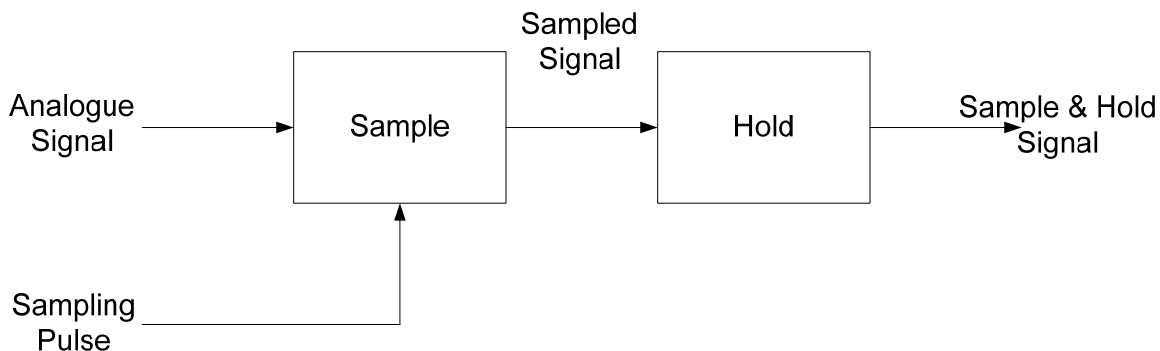 Sampled
Signal
Analogue
Signal
Sample
Hold
Sample & Hold
Signal
Sampling
Pulse